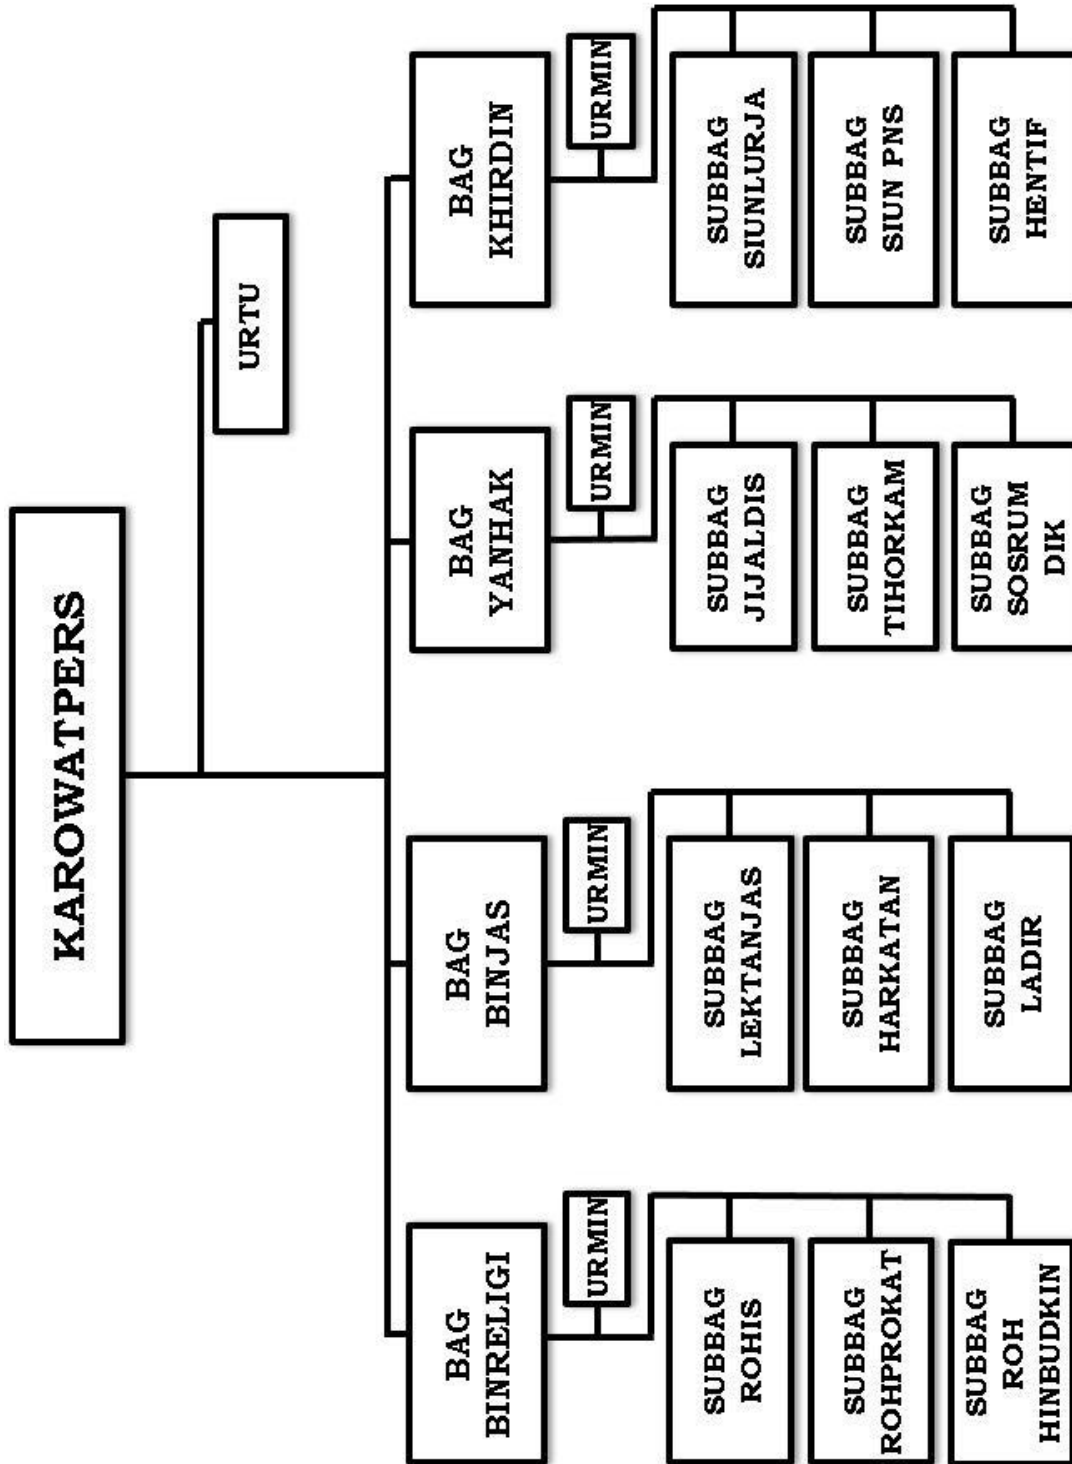 KAROWATPERS
URTU
BAG
BINRELIGI
BAG
BINJAS
BAG
YANHAK
BAG
KHIRDIN
URMIN
URMIN
URMIN
URMIN
SUBBAG
ROHIS
SUBBAG
LEKTANJAS
SUBBAG
JIJALDIS
SUBBAG
SIUNLURJA
SUBBAG
ROHPROKAT
SUBBAG
HARKATAN
SUBBAG
TIHORKAM
SUBBAG
SIUN PNS
SUBBAG
ROH
HINBUDKIN
SUBBAG
LADIR
SUBBAG
SOSRUM
DIK
SUBBAG
HENTIF